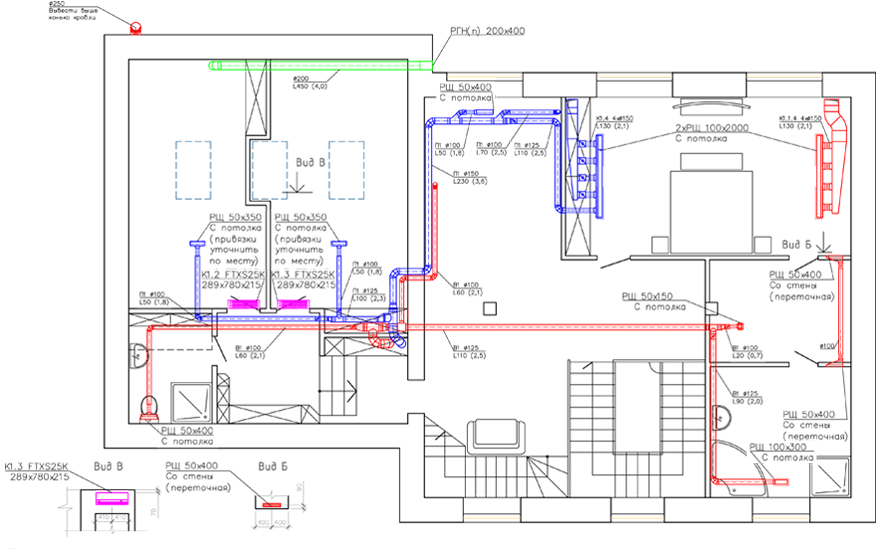 ø250
Вывести выше
конька кровли
РГН(п) 200х400
ø200
L450 (4,0)
РЩ 50х400
С потолка
К1.4 4хø150
L130 (2,1)
К1.1.4 4хø150
L130 (2,1)
2хРЩ 100х2000
С потолка
П1 ø100
L50 (1,8)
П1 ø100
L70 (2,5)
П1 ø125
L110 (2,5)
П1 ø150
L230 (3,6)
Вид В
РЩ 50х350
С потолка
(привязки
уточнить
по месту)
РЩ 50х350
С потолка
(привязки
уточнить
по месту)
К1.2 FTXS25K
289х780х215
К1.3 FTXS25K
289х780х215
П1 ø100
L50 (1,8)
П1 ø100
L50 (1,8)
П1 ø125
L100 (2,3)
В1 ø100
L60 (2,1)
Вид Б
РЩ 50х400
Со стены
(переточная)
РЩ 50х150
С потолка
В1 ø100
L60 (2,1)
В1 ø125
L110 (2,5)
В1 ø100
L20 (0,7)
ø100
В1 ø125
L90 (2,0)
РЩ 50х400
Со стены
(переточная)
РЩ 50х400
С потолка
РЩ 100х300
С потолка
К1.3 FTXS25K
289х780х215
Вид В
70
РЩ 50х400
Со стены
(переточная)
Вид Б
90
400 400